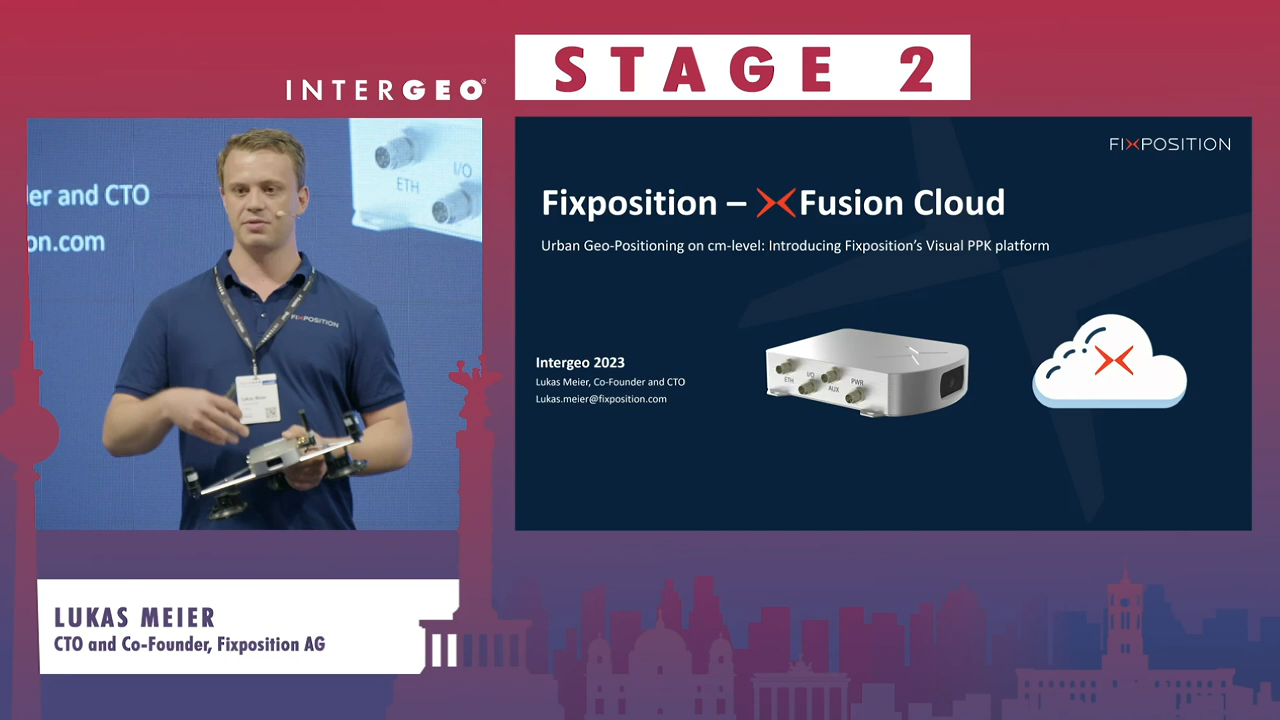 INTERGEO®
STAGE 2
er and CTO
on.com
ETH
I/O
FIXPOSITION
Lukas Meier
FIXPOSITION
Fixposition – Fusion Cloud
Urban Geo-Positioning on cm-level: Introducing Fixposition's Visual PPK platform
Intergeo 2023
Lukas Meier, Co-Founder and CTO
Lukas.meier@fixposition.com
ETH
I/O
AUX
PWR
LUKAS MEIER
CTO and Co-Founder, Fixposition AG